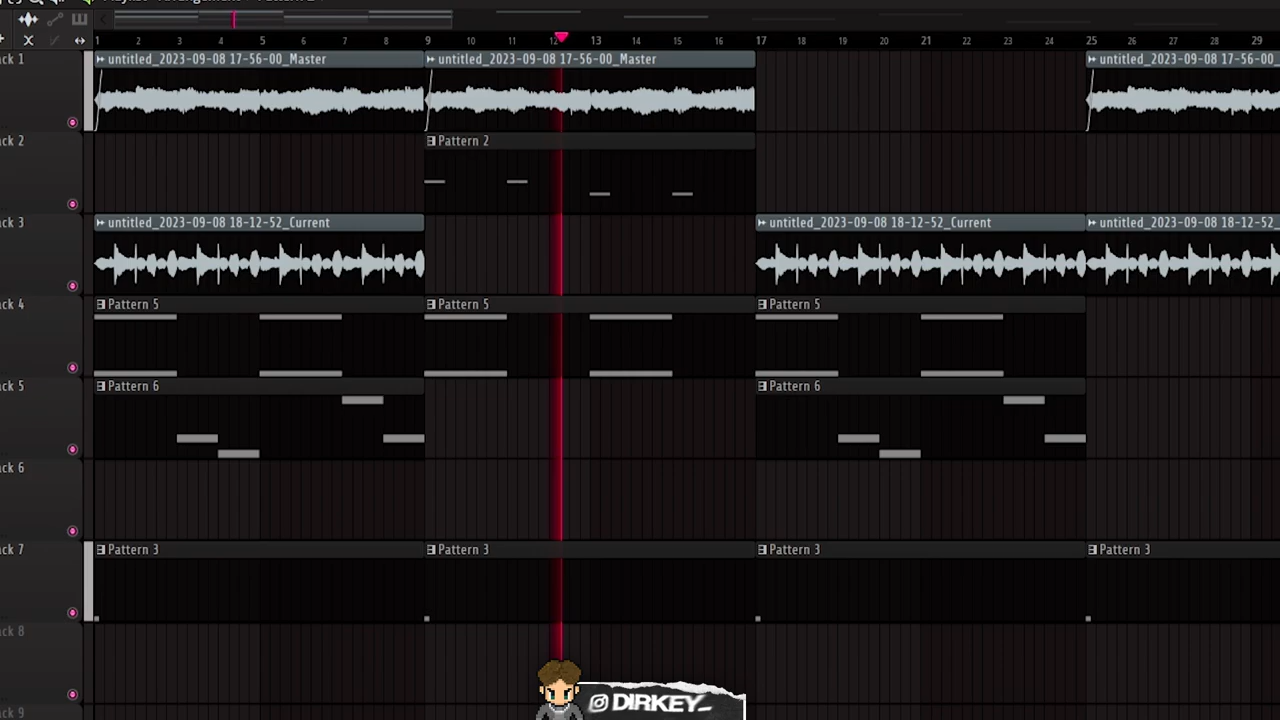 1 2 3 4 5 6 7 8 9 10 11 12 13 14 15 16 17 18 19 20 21 22 23 24 25 26 27 28 29
ack 1 untitled_2023-09-08 17-56-00_Master untitled_2023-09-08 17-56-00_Master untitled_2023-09-08 17-56-00_
ack 2 Pattern 2
ack 3 untitled_2023-09-08 18-12-52_Current untitled_2023-09-08 18-12-52_Current untitled_2023-09-08 18-12-52_
ack 4 Pattern 5 Pattern 5 Pattern 5
ack 5 Pattern 6 Pattern 6
ack 6
ack 7 Pattern 3 Pattern 3 Pattern 3 Pattern 3
ack 8
DIRKEY_
ack 9